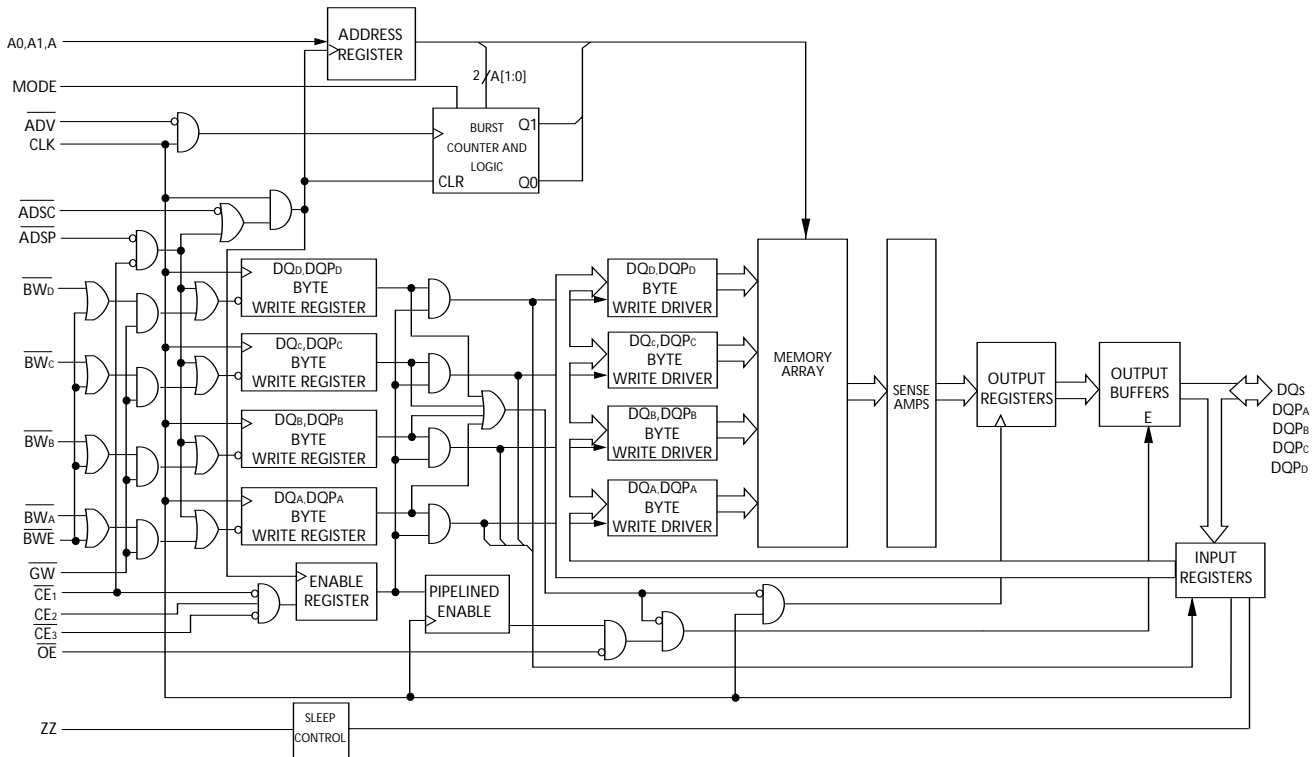 A0,A1,A
ADDRESS
REGISTER
MODE
2
A[1:0]
ADV
CLK
BURST
COUNTER AND
LOGIC
Q1
CLR
Q0
ADSC
ADSP
DQD,DQPD
BYTE
WRITE REGISTER
DQD,DQPD
BYTE
WRITE DRIVER
BWD
DQc,DQPC
BYTE
WRITE REGISTER
DQc,DQPC
BYTE
WRITE DRIVER
BWC
MEMORY
ARRAY
SENSE
AMPS
OUTPUT
REGISTERS
OUTPUT
BUFFERS
E
DQs
DQPA
DQPB
DQPC
DQPD
DQB,DQPB
BYTE
WRITE REGISTER
DQB,DQPB
BYTE
WRITE DRIVER
BWB
DQA,DQPA
BYTE
WRITE REGISTER
DQA,DQPA
BYTE
WRITE DRIVER
BWA
BWE
GW
CE1
CE2
CE3
OE
ENABLE
REGISTER
PIPELINED
ENABLE
INPUT
REGISTERS
ZZ
SLEEP
CONTROL